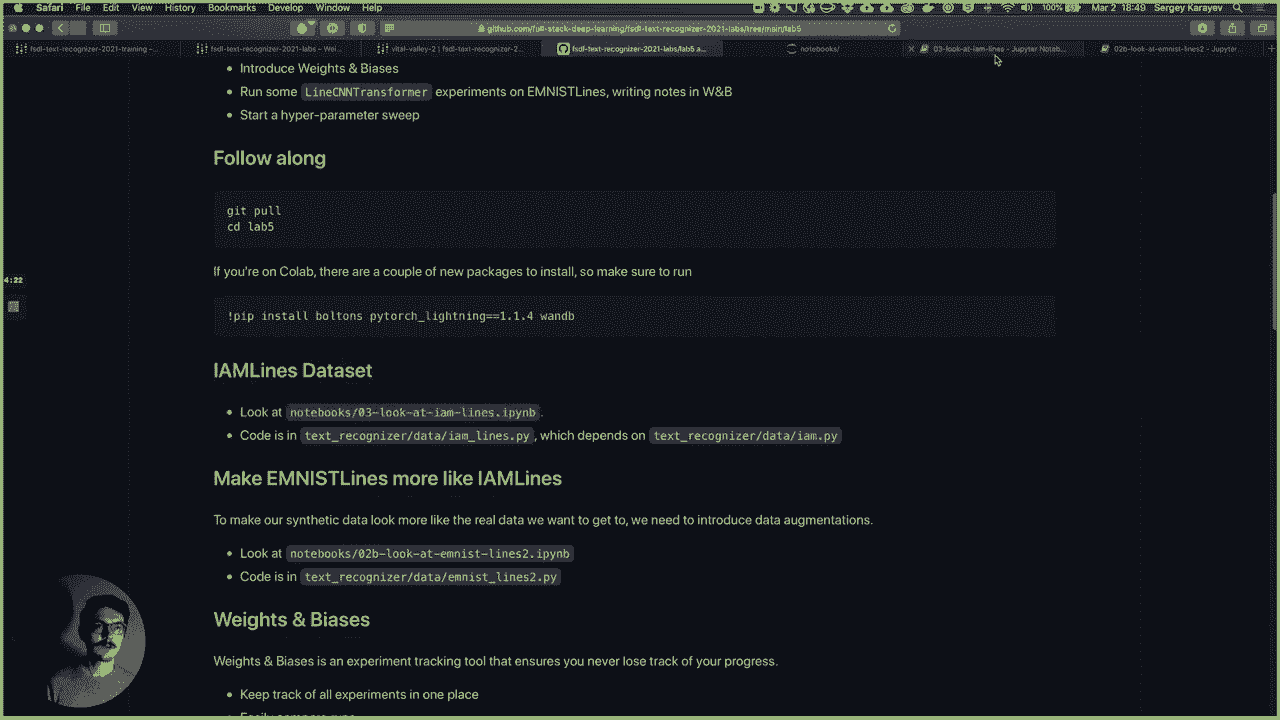 Safari File Edit View History Bookmarks Develop Window Help 100% Mar 2 18:49 Sergey Karayev
github.com/full-stack-deep-learning/fsdl-text-recognizer-2021-labs/tree/main/lab5
fsdl-text-recognizer-2021-training –... fsdl-text-recognizer-2021-labs – Wei... vital-valley-2 | fsdl-text-recognizer-2... fsdl-text-recognizer-2021-labs/lab5 a... notebooks/ 03-look-at-iam-lines - Jupyter Noteb... 02b-look-at-emnist-lines2 - Jupyter...
• Introduce Weights & Biases
• Run some LineCNNTransformer experiments on EMNISTLines, writing notes in W&B
• Start a hyper-parameter sweep
Follow along
git pull
cd lab5
4:22
If you're on Colab, there are a couple of new packages to install, so make sure to run
!pip install boltons pytorch_lightning==1.1.4 wandb
IAMLines Dataset
• Look at notebooks/03-look-at-iam-lines.ipynb.
• Code is in text_recognizer/data/iam_lines.py, which depends on text_recognizer/data/iam.py
Make EMNISTLines more like IAMLines
To make our synthetic data look more like the real data we want to get to, we need to introduce data augmentations.
• Look at notebooks/02b-look-at-emnist-lines2.ipynb
• Code is in text_recognizer/data/emnist_lines2.py
Weights & Biases
Weights & Biases is an experiment tracking tool that ensures you never lose track of your progress.
• Keep track of all experiments in one place